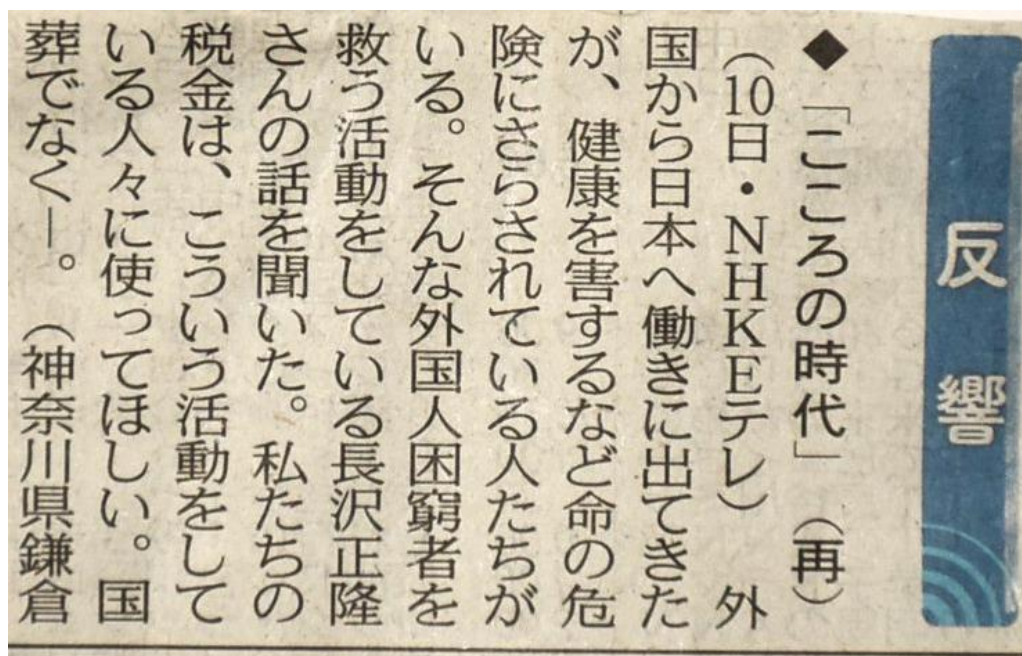 反響
◆「こころの時代」（再）
（10日・NHKEテレ） 外
国から日本へ働きに出てきた
が、健康を害するなど命の危
険にさらされている人たちが
いる。そんな外国人困窮者を
救う活動をしている長沢正隆
さんの話を聞いた。私たちの
税金は、こういう活動をして
いる人々に使ってほしい。国
葬でなく―。（神奈川県鎌倉